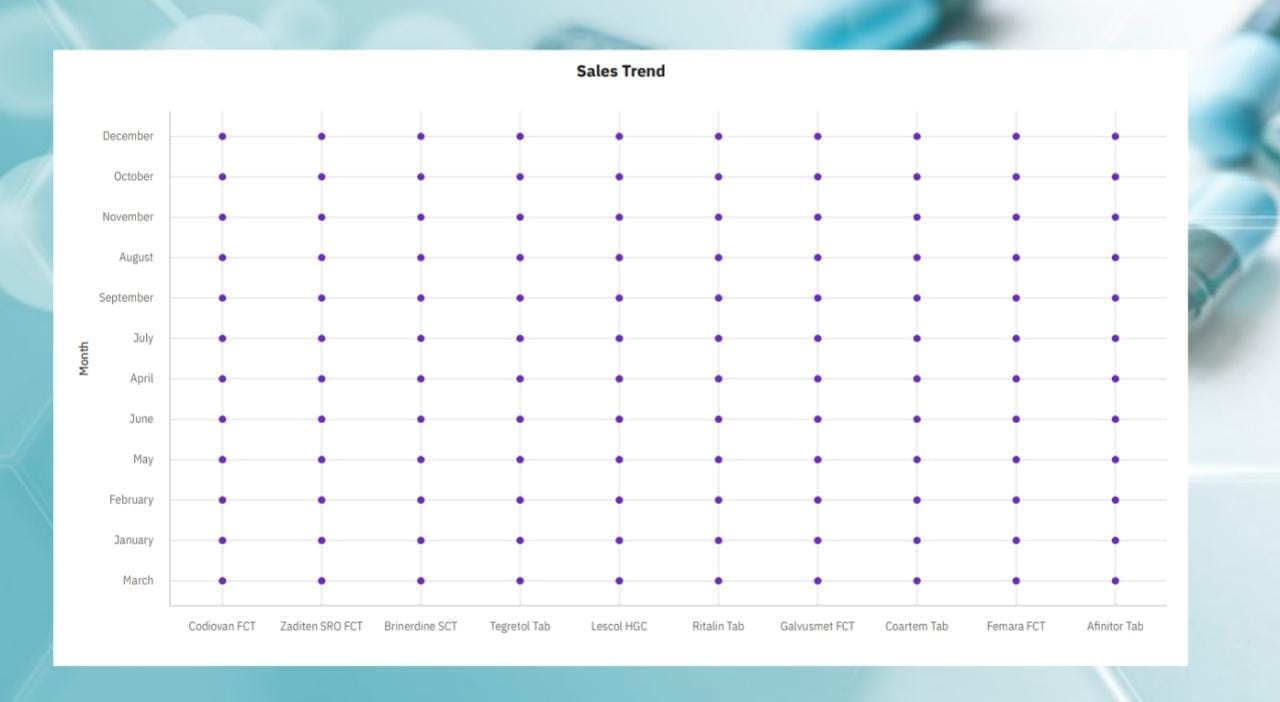 Sales Trend
December
October
November
August
September
July
Month
April
June
May
February
January
March
Codiovan FCT Zaditen SRO FCT Brinerdine SCT Tegretol Tab Lescol HGC Ritalin Tab Galvusmet FCT Coartem Tab Femara FCT Afinitor Tab